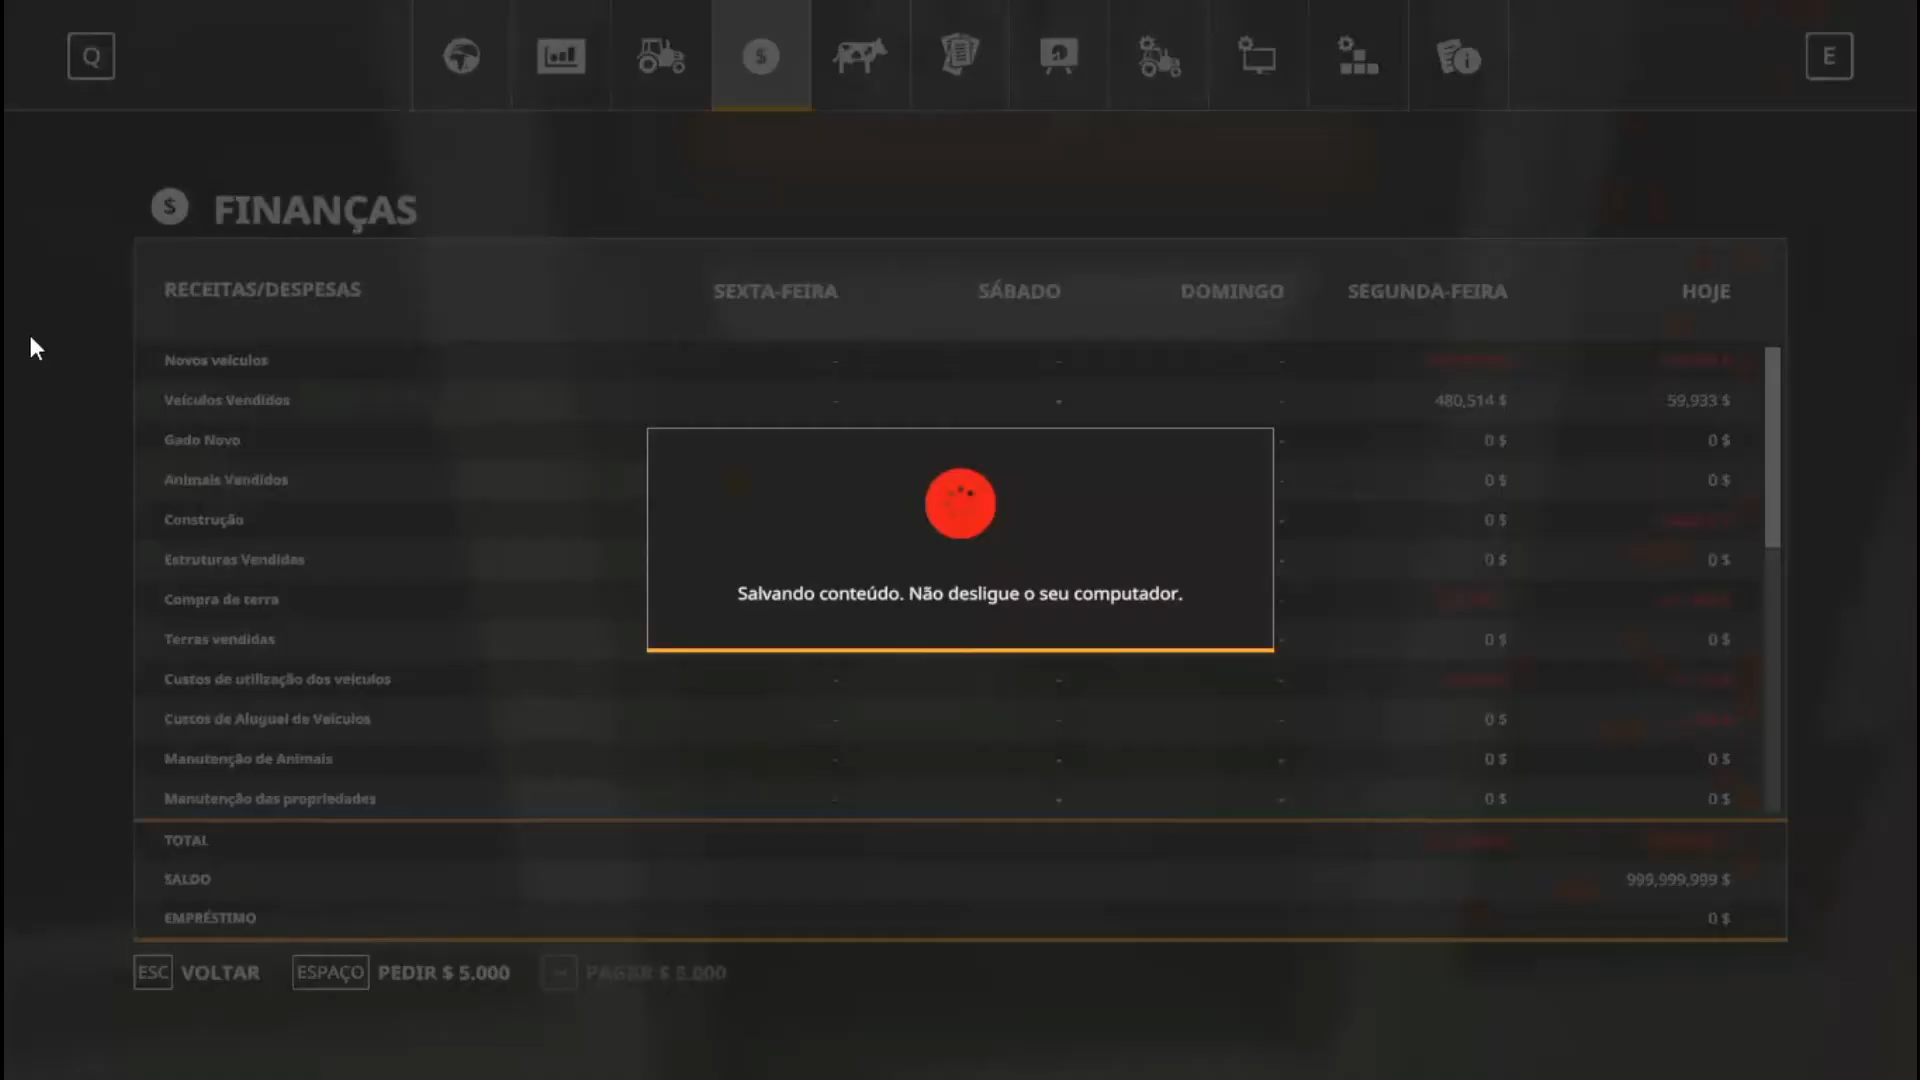 Q
E
FINANÇAS
RECEITAS/DESPESAS SEXTA-FEIRA SÁBADO DOMINGO SEGUNDA-FEIRA HOJE
Novos veículos - - -
Veículos Vendidos - - - 480,514 $ 59,933 $
Gado Novo - 0 $ 0 $
Animais Vendidos - 0 $ 0 $
Construção - 0 $
Estruturas Vendidas - 0 $ 0 $
Compra de terra -
Terras vendidas - 0 $ 0 $
Custos de utilização dos veículos - - -
Custos de Aluguel de Veículos - - - 0 $
Manutenção de Animais - - - 0 $ 0 $
Manutenção das propriedades - - - 0 $ 0 $
Salvando conteúdo. Não desligue o seu computador.
TOTAL
SALDO 999,999,999 $
EMPRÉSTIMO 0 $
ESC VOLTAR ESPAÇO PEDIR $ 5.000 PAGAR $ 5.000